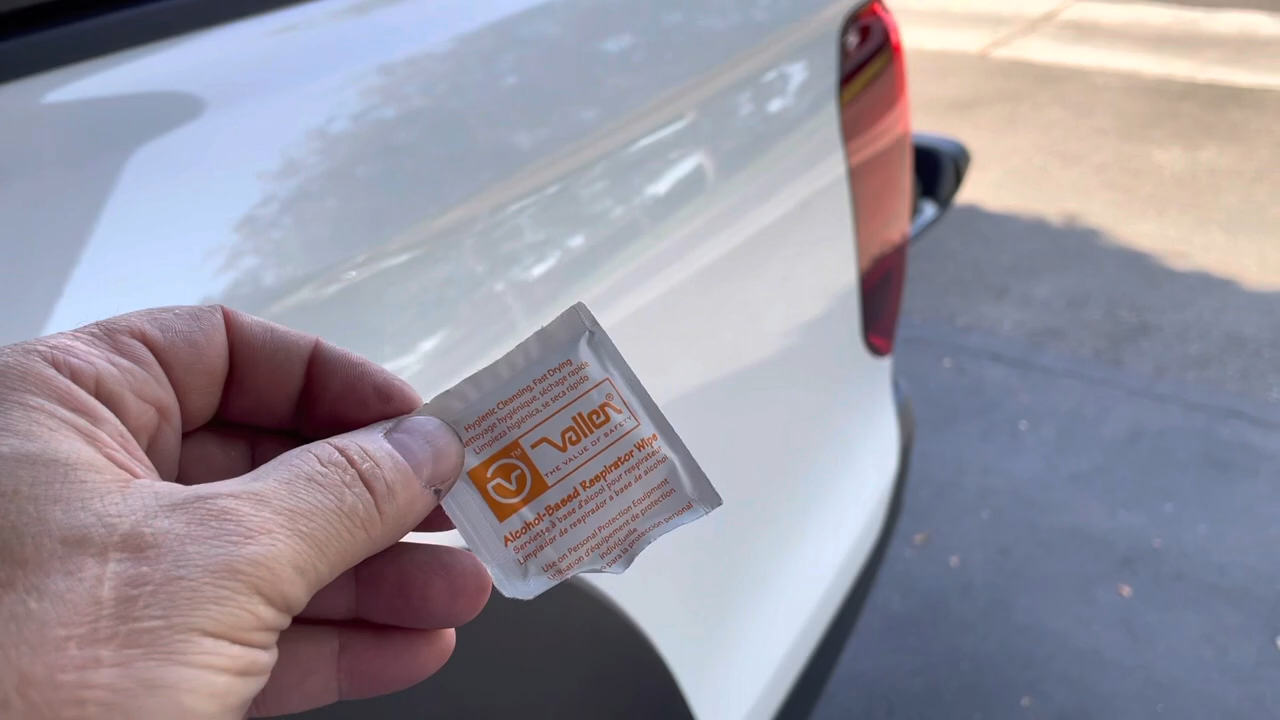 Hygienic Cleansing, Fast Drying
Nettoyage hygiénique, séchage rapide
Limpieza higiénica, se seca rápido
vallen®
THE VALUE OF SAFETY
TM
Alcohol-Based Respirator Wipe
Serviette à base d'alcool pour respirateur
Limpiador de respirador a base de alcohol
Use on Personal Protection Equipment
Utilisation d'équipement de protection
individuelle
para la protección personal